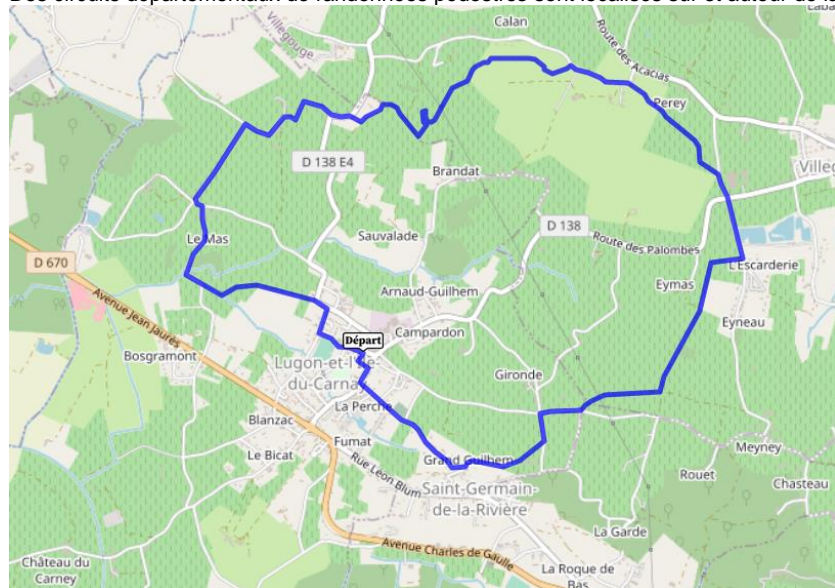 Calan
Route des Acacias
Villegouge
Perey
D 138 E4
Brandat
D 138
Sauvalade
Route des Palombes
Le Mas
D 670
L'Escarderie
Eymas
Arnaud-Guilhem
Avenue Jean Jaurès
Eyneau
Départ
Campardon
Bosgramont
Lugon-et-l'Île-
du-Carnay
Gironde
La Perche
Blanzac
Fumat
Le Bicat
Meyney
Grand Guilhem
Rue Léon Blum
Rouet
Saint-Germain-
de-la-Rivière
Chasteau
La Garde
Avenue Charles de Gaulle
Château du
Carney
La Roque de
Bas